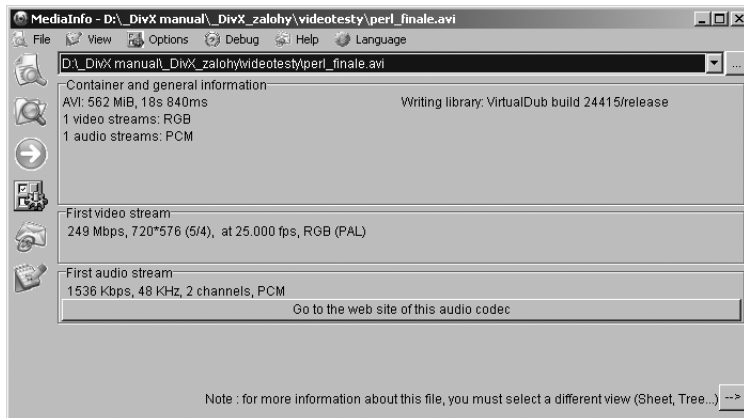 MediaInfo - D:\_DivX manual\_DivX_zalohy\videotesty\perl_finale.avi
File View Options Debug Help Language
D:\_DivX manual\_DivX_zalohy\videotesty\perl_finale.avi
...
Container and general information
AVI: 562 MiB, 18s 840ms Writing library: VirtualDub build 24415/release
1 video streams: RGB
1 audio streams: PCM
First video stream
249 Mbps, 720*576 (5/4), at 25.000 fps, RGB (PAL)
First audio stream
1536 Kbps, 48 KHz, 2 channels, PCM
Go to the web site of this audio codec
Note : for more information about this file, you must select a different view (Sheet, Tree...) -->